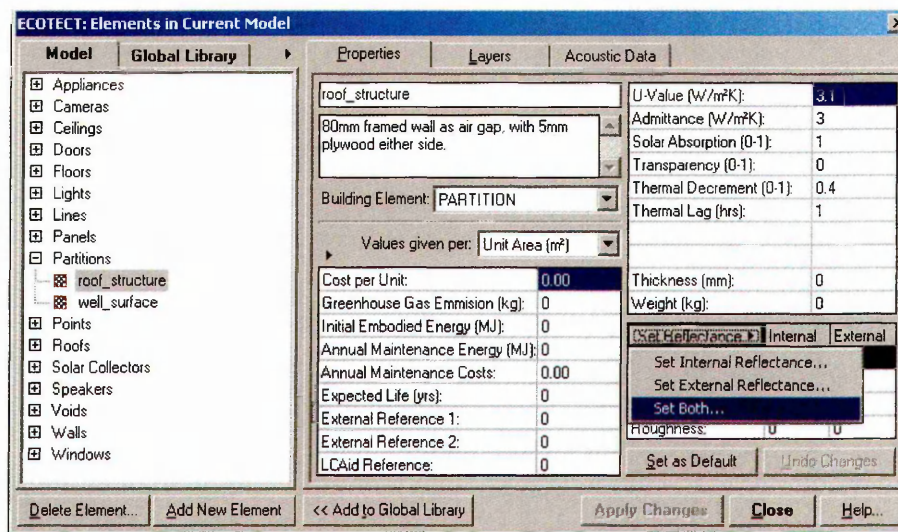 ECOTECT: Elements in Current Model
Model
Global Library
Appliances
Cameras
Ceilings
Doors
Floors
Lights
Lines
Panels
Partitions
roof_structure
well_surface
Points
Roofs
Solar Collectors
Speakers
Voids
Walls
Windows
Properties
Layers
Acoustic Data
roof_structure
80mm framed wall as air gap, with 5mm
plywood either side.
Building Element: PARTITION
Values given per: Unit Area (m²)
Cost per Unit: 0.00
Greenhouse Gas Emmision (kg): 0
Initial Embodied Energy (MJ): 0
Annual Maintenance Energy (MJ): 0
Annual Maintenance Costs: 0.00
Expected Life (yrs): 0
External Reference 1: 0
External Reference 2: 0
LCAid Reference: 0
U-Value (W/m²K): 3.1
Admittance (W/m²K): 3
Solar Absorption (0-1): 1
Transparency (0-1): 0
Thermal Decrement (0-1): 0.4
Thermal Lag (hrs): 1
Thickness (mm): 0
Weight (kg): 0
[Set Reflectance ▸] Internal External
Set Internal Reflectance...
Set External Reflectance...
Set Both...
Roughness: 0 0
Set as Default
Undo Changes
Delete Element...
Add New Element
<< Add to Global Library
Apply Changes
Close
Help...